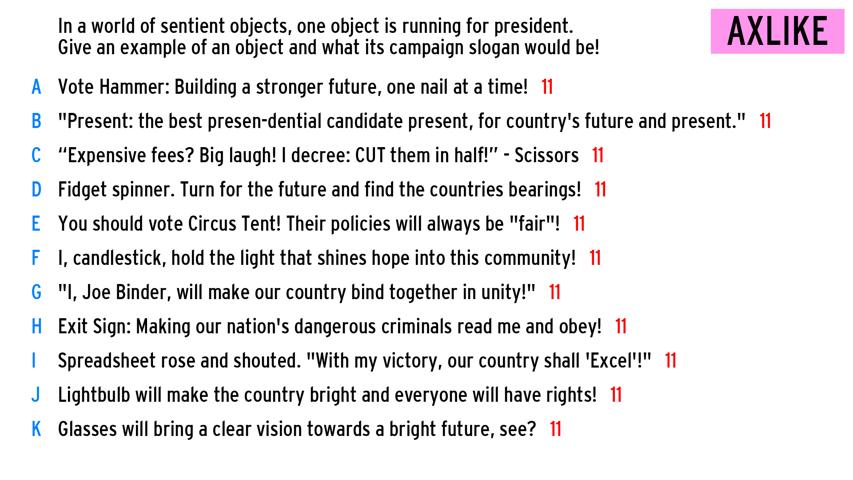 In a world of sentient objects, one object is running for president.
Give an example of an object and what its campaign slogan would be!
AXLIKE
A Vote Hammer: Building a stronger future, one nail at a time! 11
B "Present: the best presen-dential candidate present, for country's future and present." 11
C “Expensive fees? Big laugh! I decree: CUT them in half!” - Scissors 11
D Fidget spinner. Turn for the future and find the countries bearings! 11
E You should vote Circus Tent! Their policies will always be "fair"! 11
F I, candlestick, hold the light that shines hope into this community! 11
G "I, Joe Binder, will make our country bind together in unity!" 11
H Exit Sign: Making our nation's dangerous criminals read me and obey! 11
I Spreadsheet rose and shouted. "With my victory, our country shall 'Excel'!" 11
J Lightbulb will make the country bright and everyone will have rights! 11
K Glasses will bring a clear vision towards a bright future, see? 11